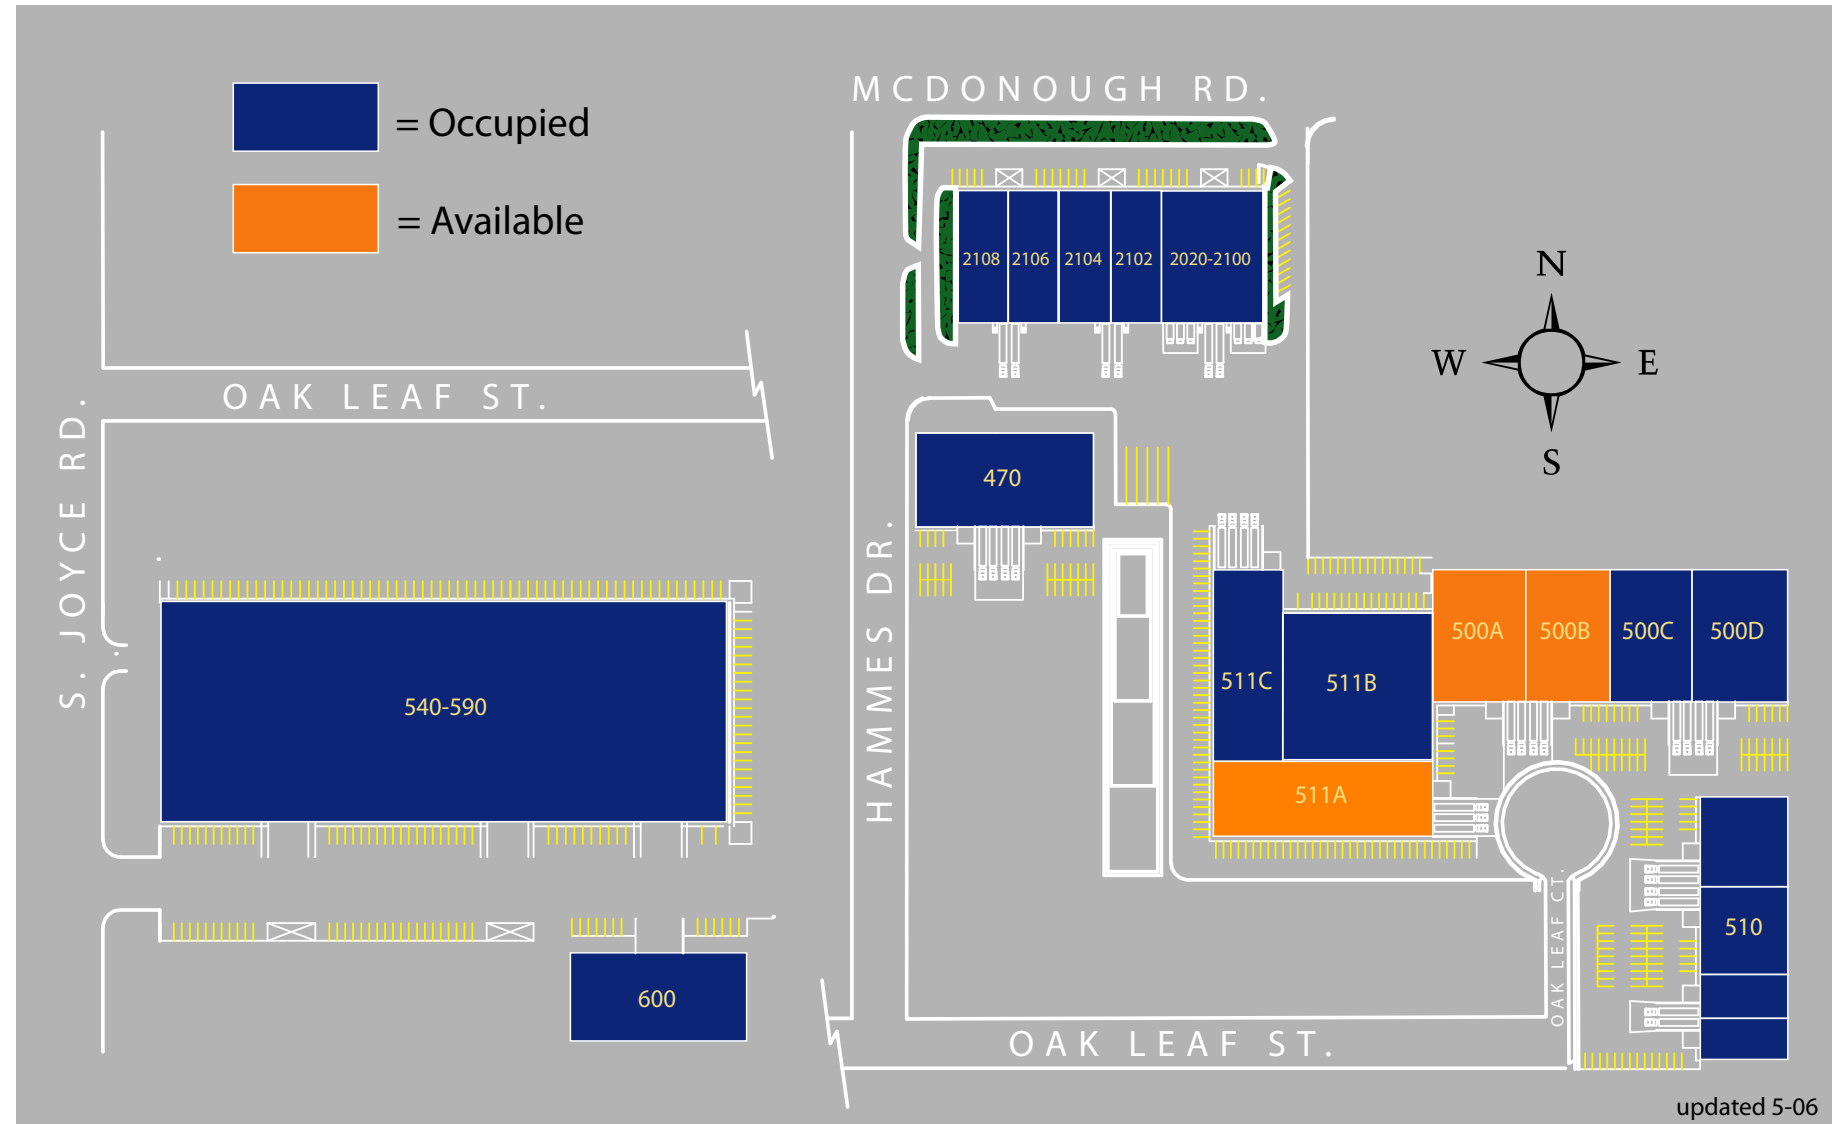 MCDONOUGH RD.
= Occupied
= Available
2108
2106
2104
2102
2020-2100
N
W
E
S
OAK LEAF ST.
S. JOYCE RD.
470
HAMMES DR.
500A
500B
500C
500D
511C
511B
540-590
511A
OAK LEAF CT.
510
600
OAK LEAF ST.
updated 5-06